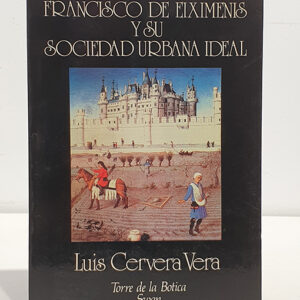 FRANCISCO DE EIXIMENIS
Y SU
SOCIEDAD URBANA IDEAL
Luis Cervera Vera
Torre de la Botica
Swan